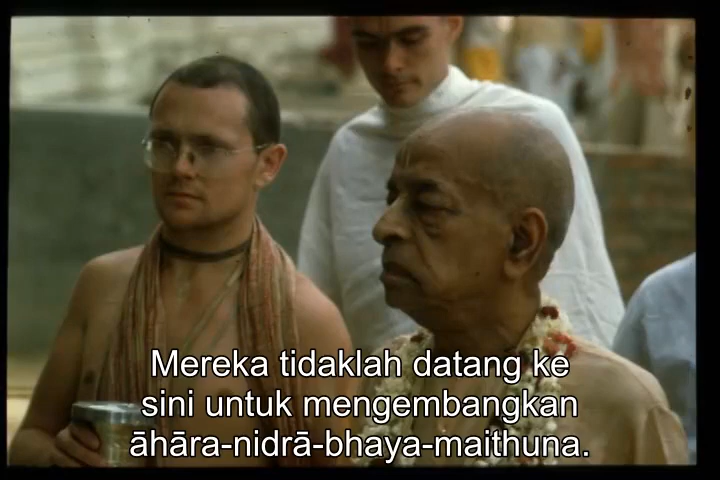 Mereka tidaklah datang ke
sini untuk mengembangkan
āhāra-nidrā-bhaya-maithuna.